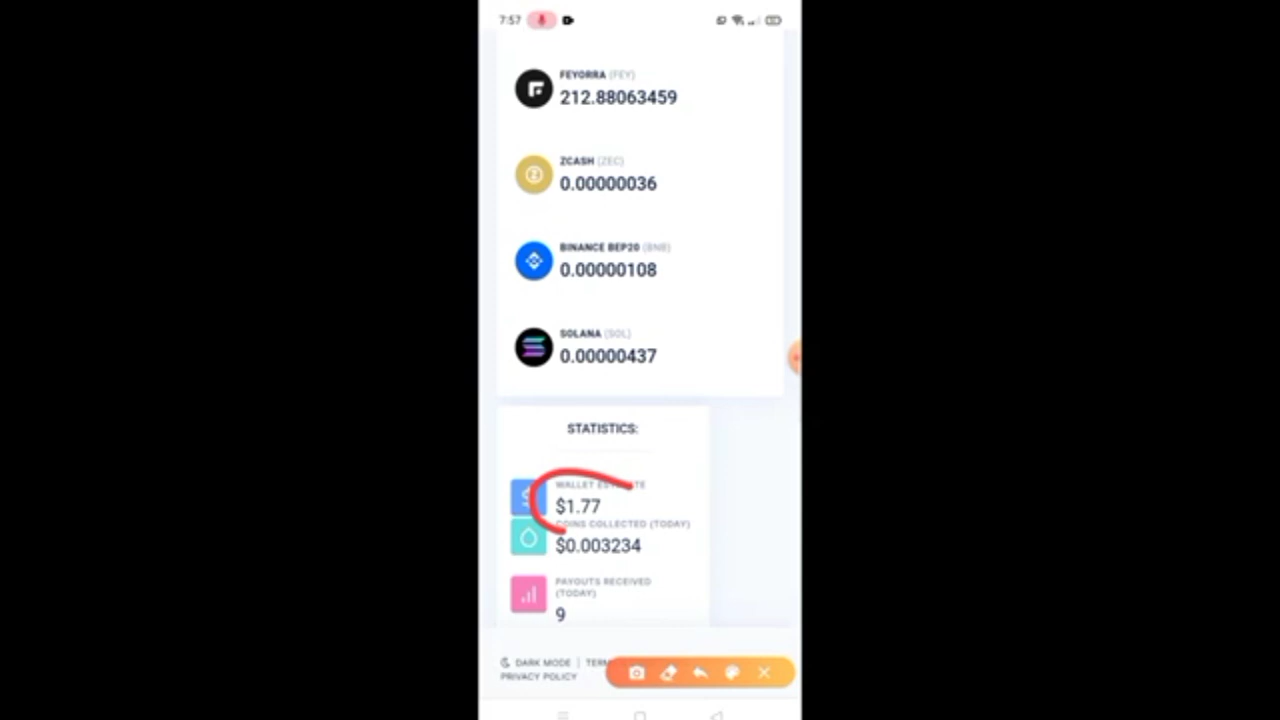 7:57
FEYORRA (FEY)
212.88063459
ZCASH (ZEC)
0.00000036
BINANCE BEP20 (BNB)
0.00000108
SOLANA (SOL)
0.00000437
STATISTICS:
WALLET
$1.77
COINS COLLECTED (TODAY)
$0.003234
PAYOUTS RECEIVED
(TODAY)
9
DARK MODE | TERM
PRIVACY POLICY